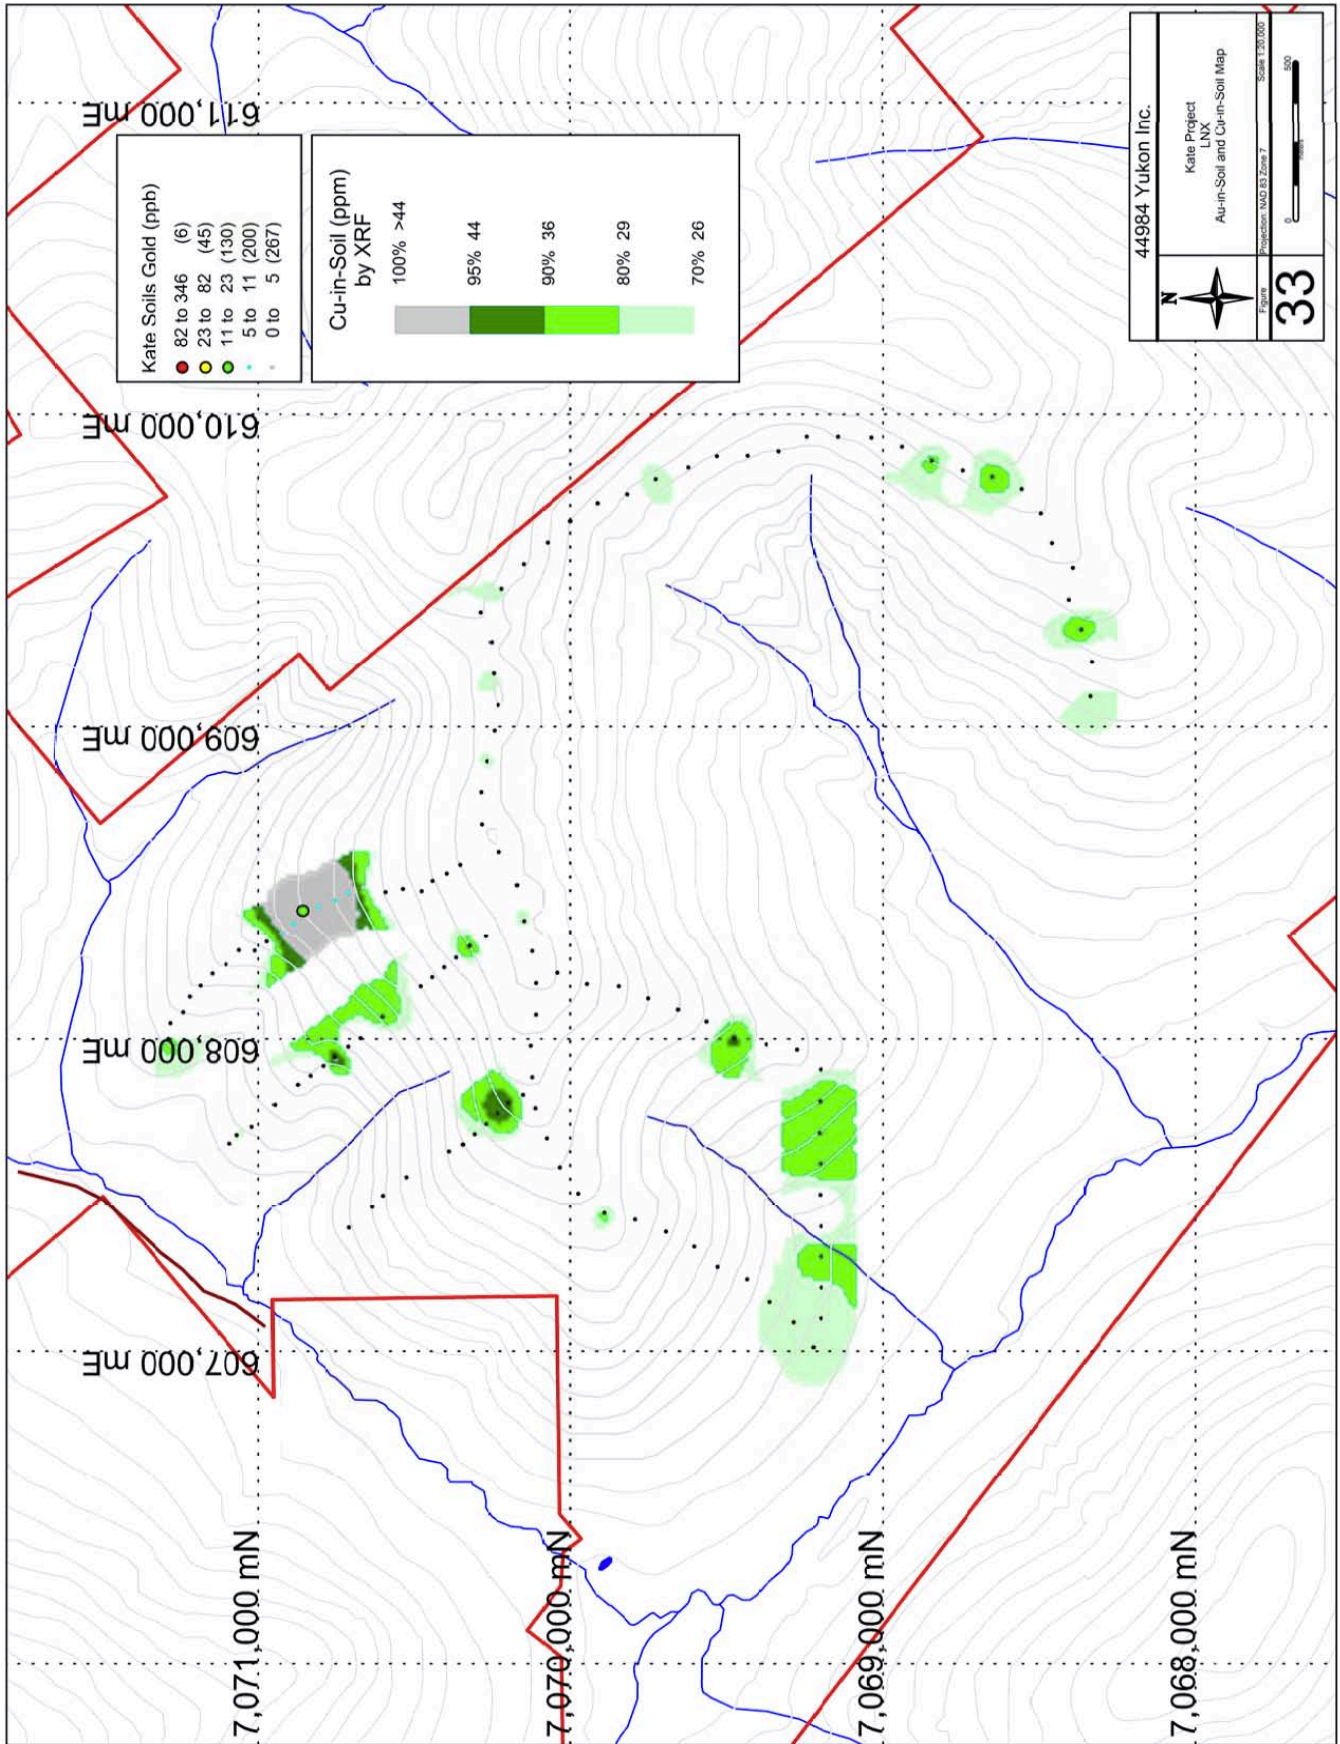 611,000 mE
610,000 mE
609,000 mE
608,000 mE
607,000 mE
7,071,000 mN
7,070,000 mN
7,069,000 mN
7,068,000 mN
Kate Soils Gold (ppb)
82 to 346 (6)
23 to 82 (45)
11 to 23 (130)
5 to 11 (200)
0 to 5 (267)
Cu-in-Soil (ppm)
by XRF
100% >44
95% 44
90% 36
80% 29
70% 26
44984 Yukon Inc.
N
Kate Project
LNX
Au-in-Soil and Cu-in-Soil Map
Figure
33
Projection: NAD 83 Zone 7
Scale 1:20,000
0
500
meters